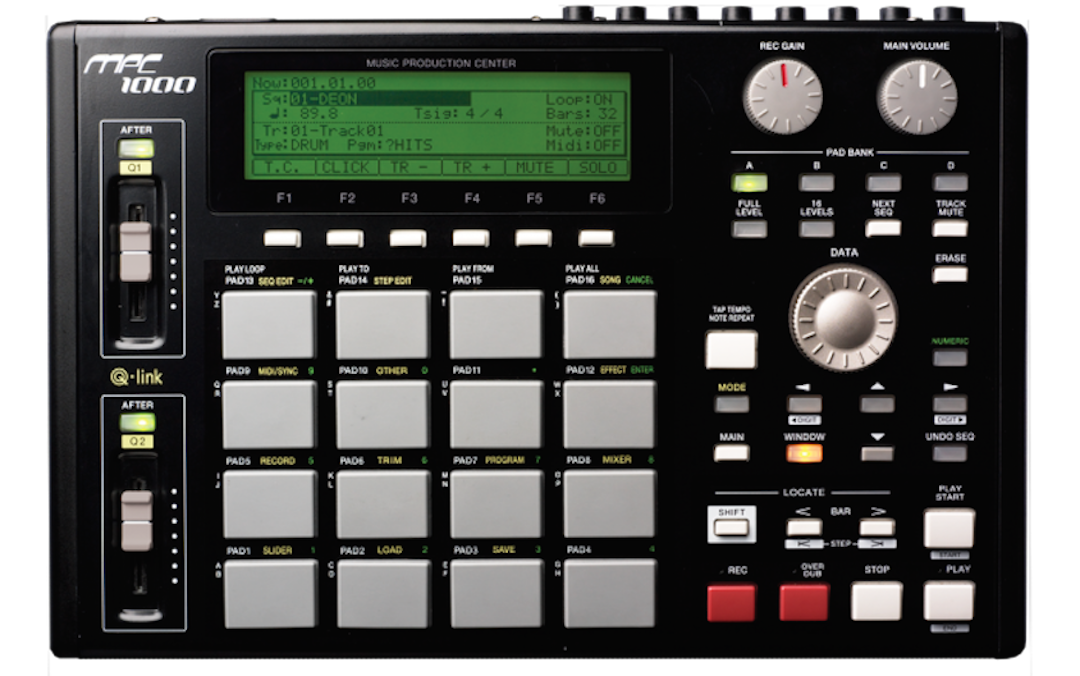 MPC
1000
MUSIC PRODUCTION CENTER
Now:001.01.00
Sq:01-DEON Loop:ON
♩: 89.8 Tsig: 4/4 Bars: 32
Tr:01-Track01 Mute:OFF
Type:DRUM Pgm:?HITS Midi:OFF
T.C. CLICK TR - TR + MUTE SOLO
F1 F2 F3 F4 F5 F6
AFTER
Q1
Q-link
AFTER
Q2
REC GAIN MAIN VOLUME
PAD BANK
A B C D
FULL LEVEL 16 LEVELS NEXT SEQ TRACK MUTE
DATA
ERASE
TAP TEMPO
NOTE REPEAT
NUMERIC
MODE
◄DIGIT DIGIT►
MAIN WINDOW UNDO SEQ
LOCATE
SHIFT
< BAR >
STEP
PLAY
START
START
REC OVER DUB STOP PLAY
END
PLAY LOOP PLAY TO PLAY FROM PLAY ALL
PAD13 SEQ EDIT -/+ PAD14 STEP EDIT PAD15 PAD16 SONG CANCEL
Y Z & # - ! ( )
PAD9 MIDI/SYNC 9 PAD10 OTHER 0 PAD11 PAD12 EFFECT ENTER
Q R S T U V W X
PAD5 RECORD 5 PAD6 TRIM 6 PAD7 PROGRAM 7 PAD8 MIXER 8
I J K L M N O P
PAD1 SLIDER 1 PAD2 LOAD 2 PAD3 SAVE 3 PAD4 4
A B C D E F G H